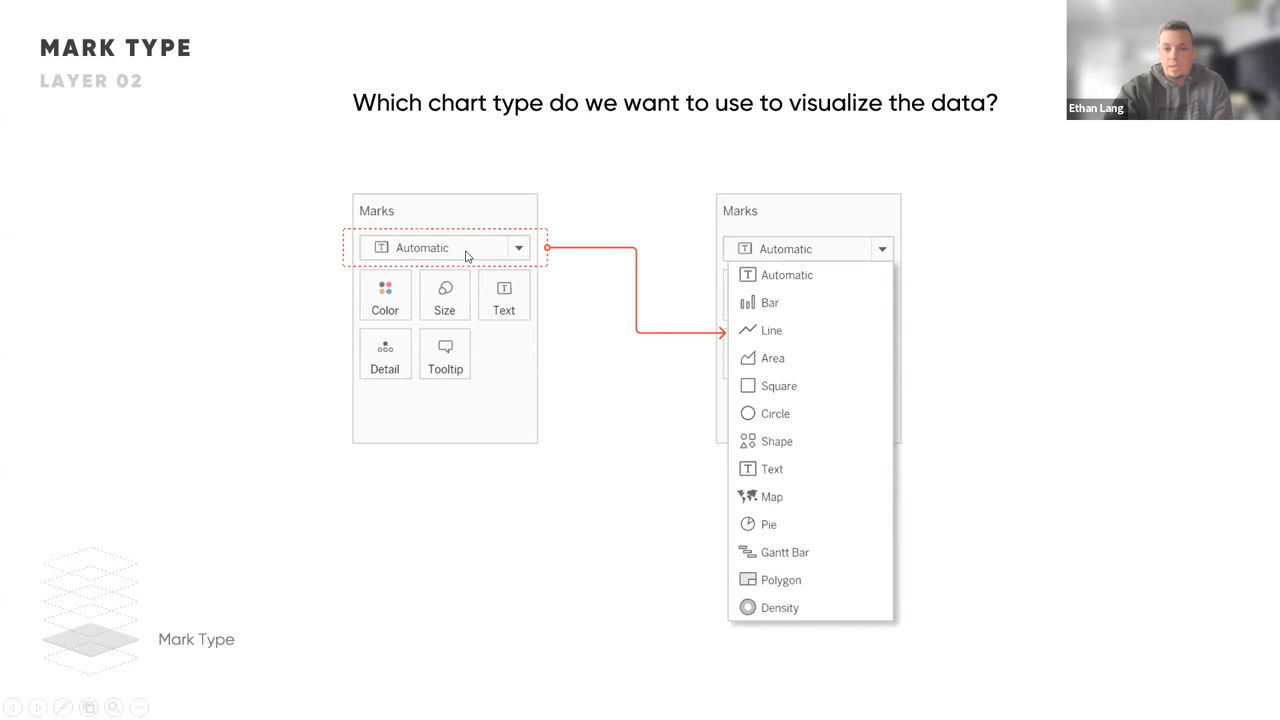 MARK TYPE
LAYER 02
Which chart type do we want to use to visualize the data?
Ethan Lang
Marks
Automatic
Color
Size
Text
Detail
Tooltip
Marks
Automatic
Automatic
Bar
Line
Area
Square
Circle
Shape
Text
Map
Pie
Gantt Bar
Polygon
Density
Mark Type